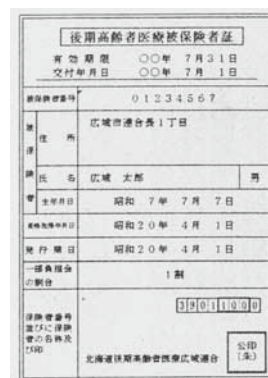 後期高齢者医療被保険者証
有効期限 ○○年 7月31日
交付年月日 ○○年 7月 1日
被保険者番号 01234567
被保険者
住所 広域市連合長1丁目
氏名 広域 太郎 男
生年月日 昭和 7年 7月 7日
資格取得年月日 昭和20年 4月 1日
発行期日 昭和20年 4月 1日
一部負担金の割合 1割
39011000
保険者番号
並びに保険
者の名称及
び印
北海道後期高齢者医療広域連合
公印
(朱)